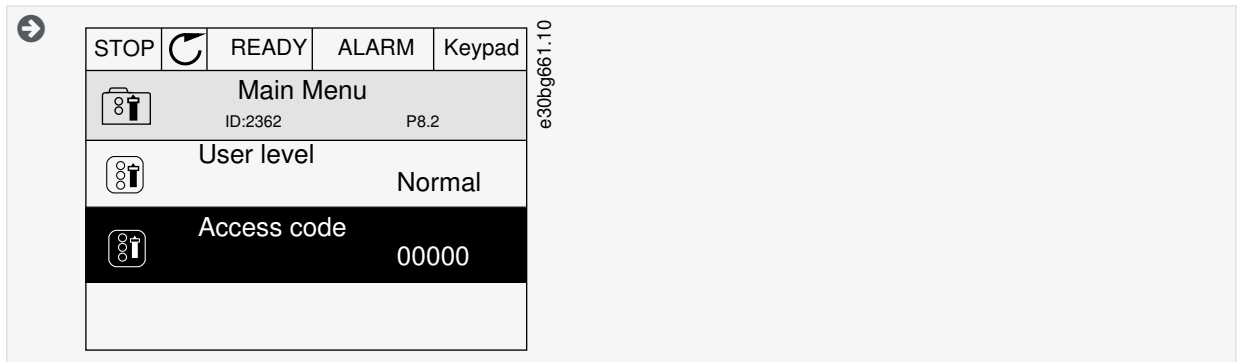 STOP READY ALARM Keypad
Main Menu
ID:2362 P8.2
User level
Normal
Access code
00000
e30bg661.10